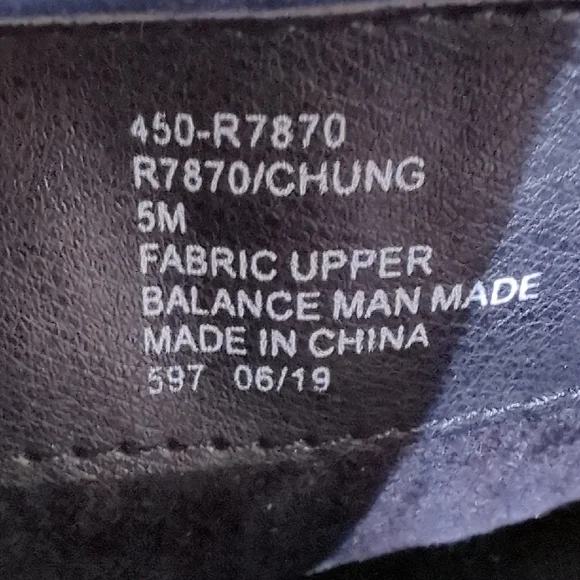 450-R7870
R7870/CHUNG
5M
FABRIC UPPER
BALANCE MAN MADE
MADE IN CHINA
597 06/19